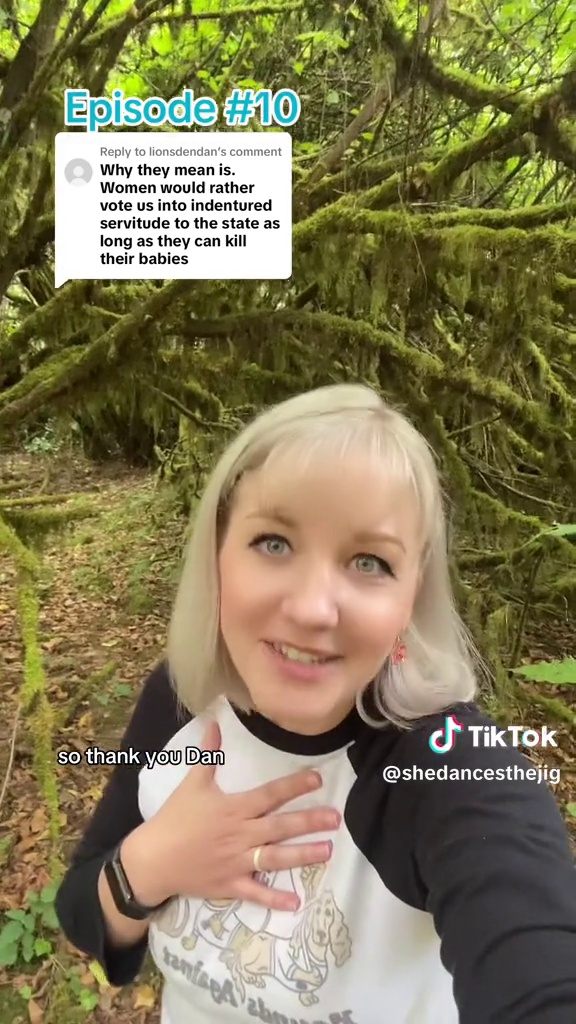 Episode #10
Reply to lionsdendan's comment
Why they mean is.
Women would rather
vote us into indentured
servitude to the state as
long as they can kill
their babies
so thank you Dan
TikTok
@shedancesthejig
Against